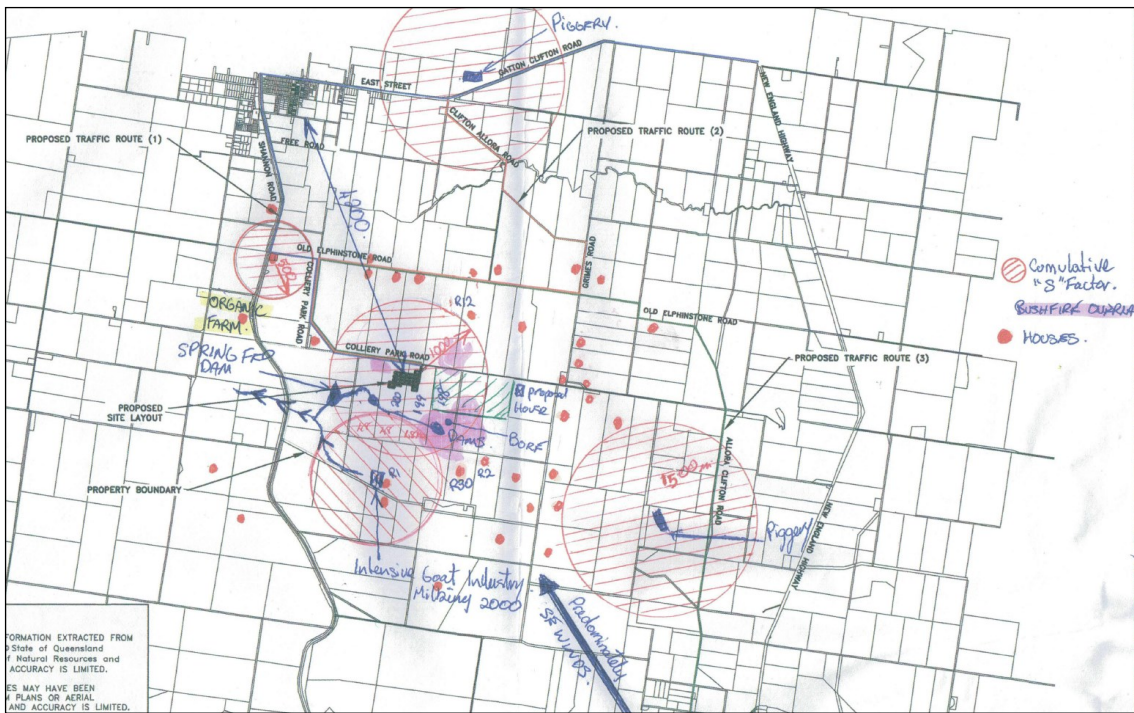 PIGGERY.
GATTON CLIFTON ROAD
EAST STREET
NEW ENGLAND HIGHWAY
CLIFTON ALLORA ROAD
PROPOSED TRAFFIC ROUTE (1)
FREE ROAD
PROPOSED TRAFFIC ROUTE (2)
SHANNON ROAD
4200.
OLD ELPHINSTONE ROAD
GRIMES ROAD
500
COLLIERY PARK ROAD
ORGANIC
FARM.
R12
1000
OLD ELPHINSTONE ROAD
Cumulative
"S" Factor.
BUSHFIRE
HOUSES.
SPRING FED
DAM
COLLIERY PARK ROAD
PROPOSED TRAFFIC ROUTE (3)
PROPOSED
SITE LAYOUT
199
proposed
House
DAMS.
BORE
ALLORA CLIFTON ROAD
1500m
R1
R30
R2
PROPERTY BOUNDARY
NEW ENGLAND HIGHWAY
Piggery
Intensive Goat Industry
Milking 2000
Predominately
SE WINDS.
FORMATION EXTRACTED FROM
State of Queensland
f Natural Resources and
ACCURACY IS LIMITED.
ES MAY HAVE BEEN
PLANS OR AERIAL
AND ACCURACY IS LIMITED.